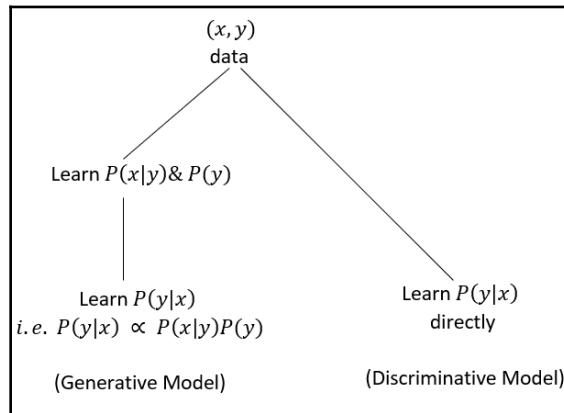 (x, y)
data
Learn P(x|y)& P(y)
Learn P(y|x)
i.e. P(y|x) ∝ P(x|y)P(y)
(Generative Model)
Learn P(y|x)
directly
(Discriminative Model)